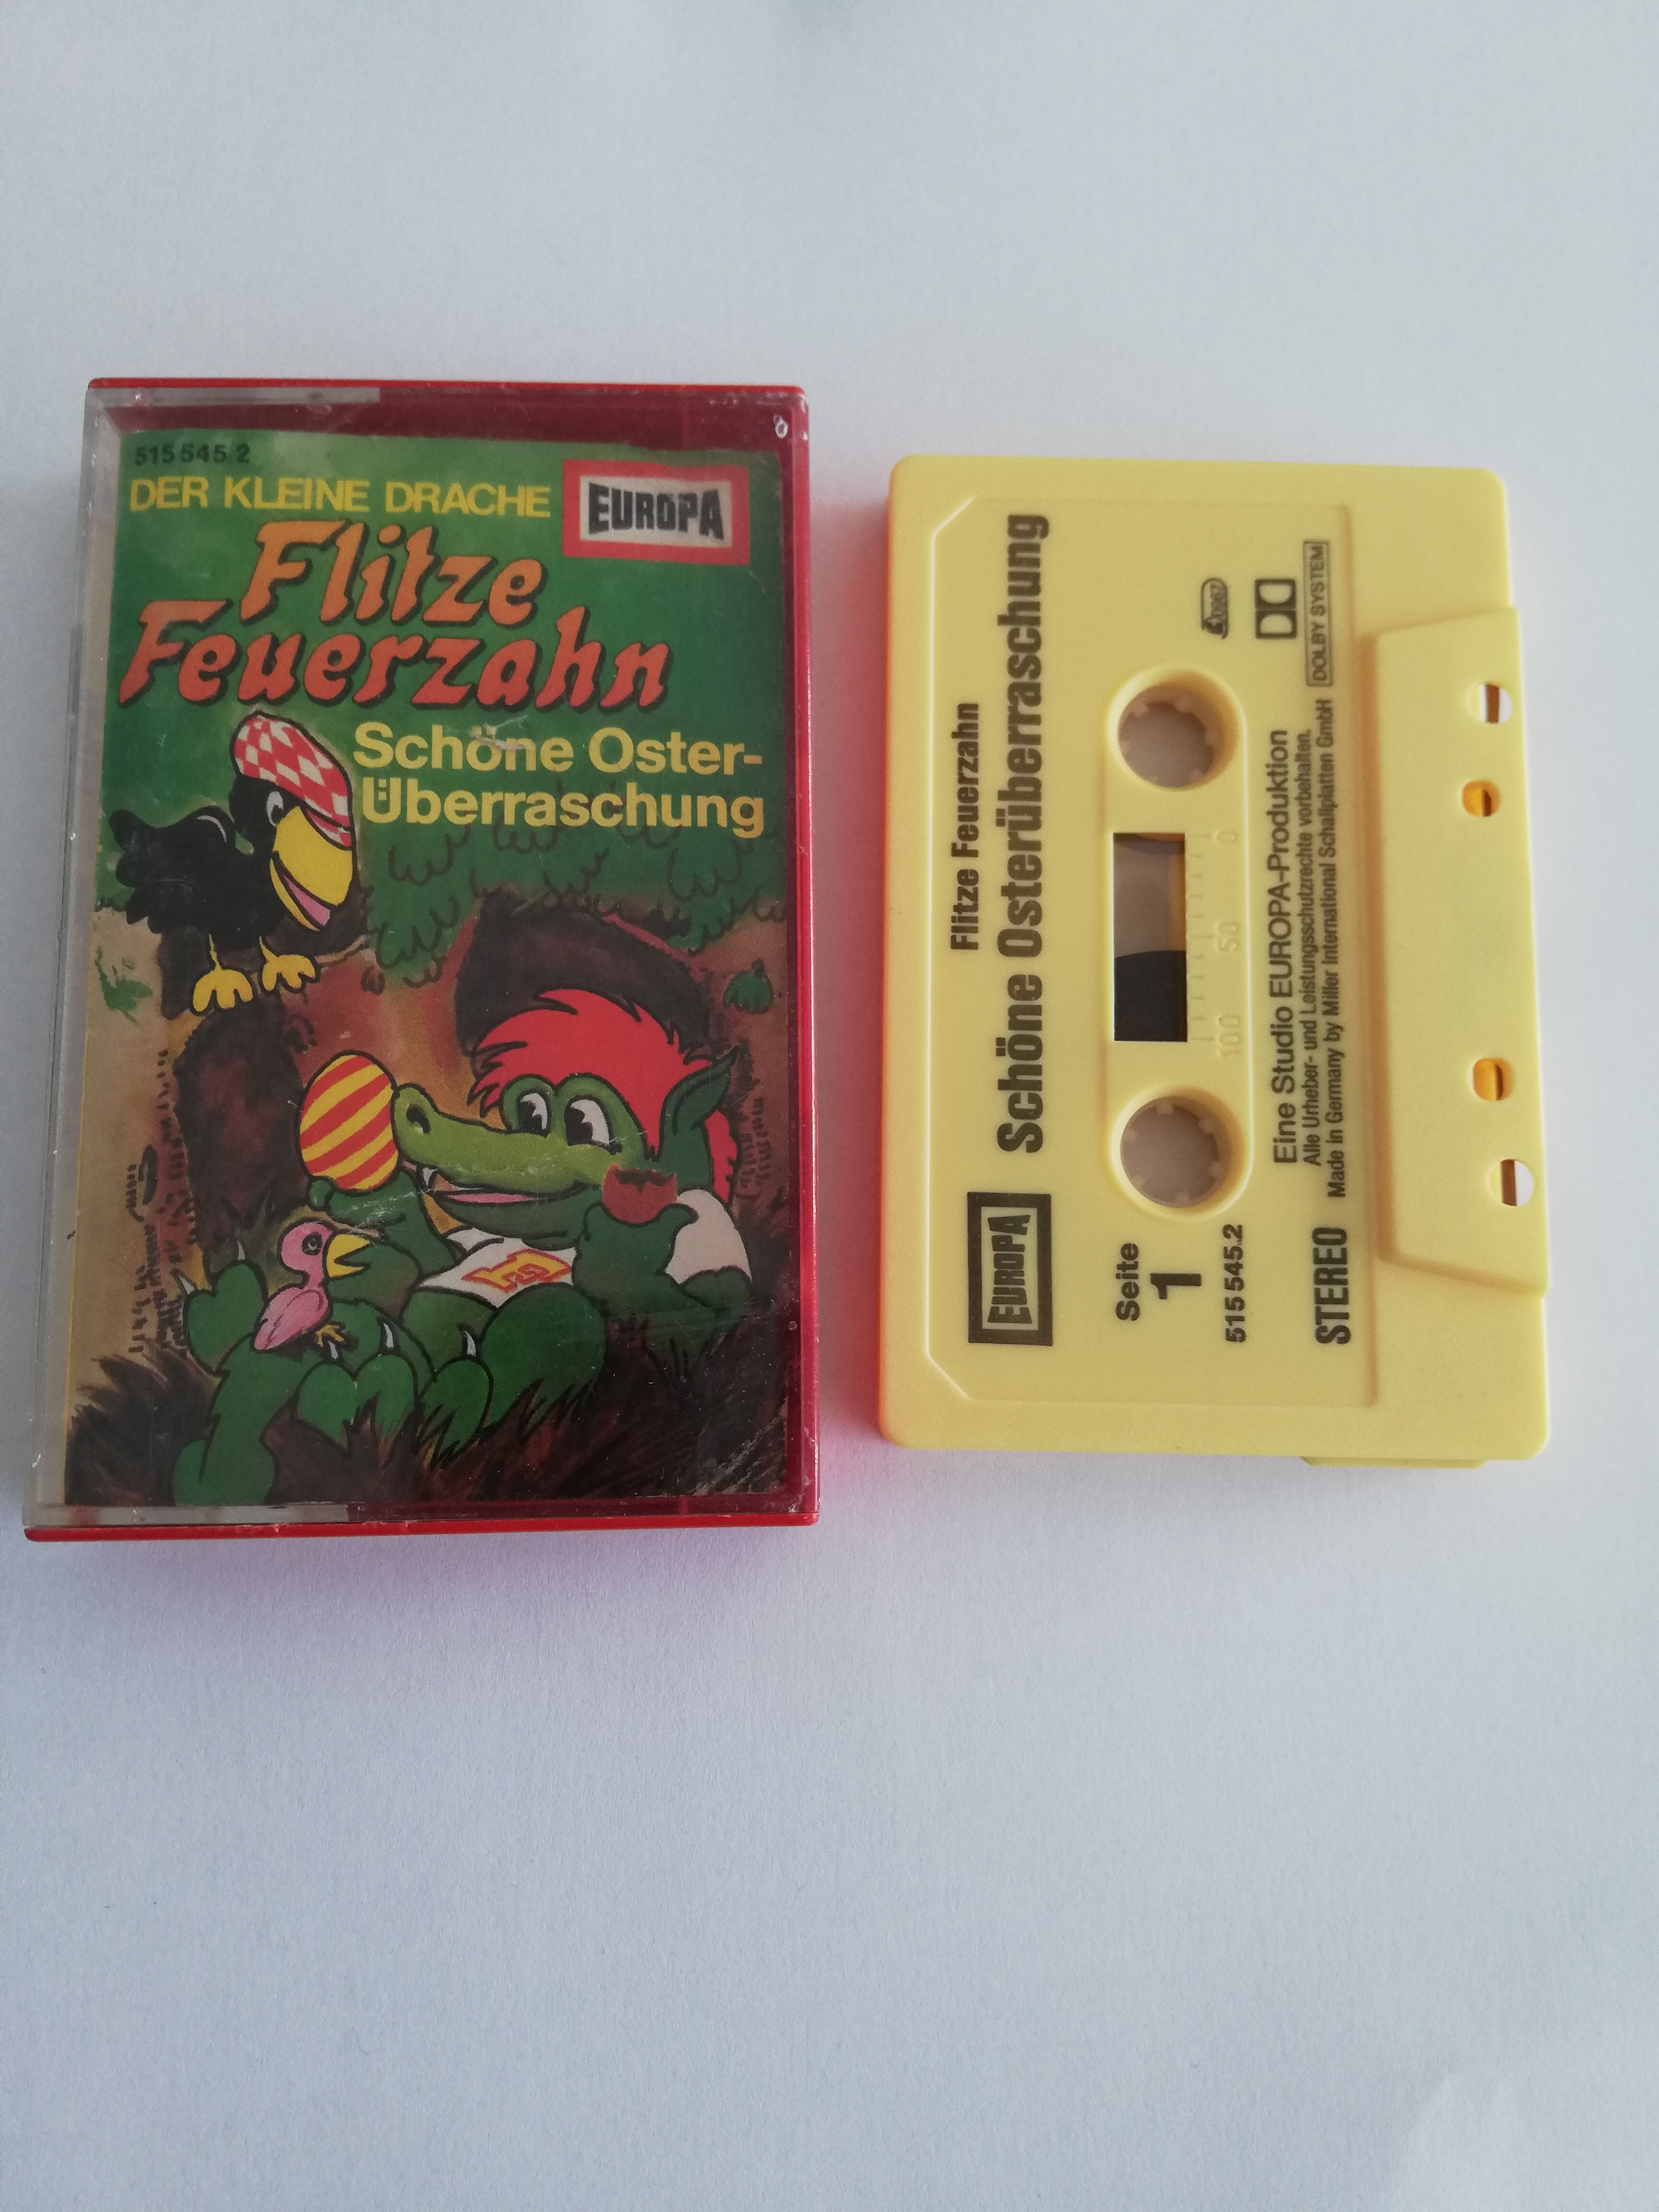 515 545.2
DER KLEINE DRACHE
EUROPA
Flitze
Feuerzahn
Schöne Oster-
Überraschung
Flitze Feuerzahn
Schöne Osterüberraschung
EUROPA
Seite
1
515 545.2
STEREO
100 50 0
Eine Studio EUROPA-Produktion
Alle Urheber- und Leistungsschutzrechte vorbehalten.
Made in Germany by Miller International Schallplatten GmbH
DOLBY SYSTEM